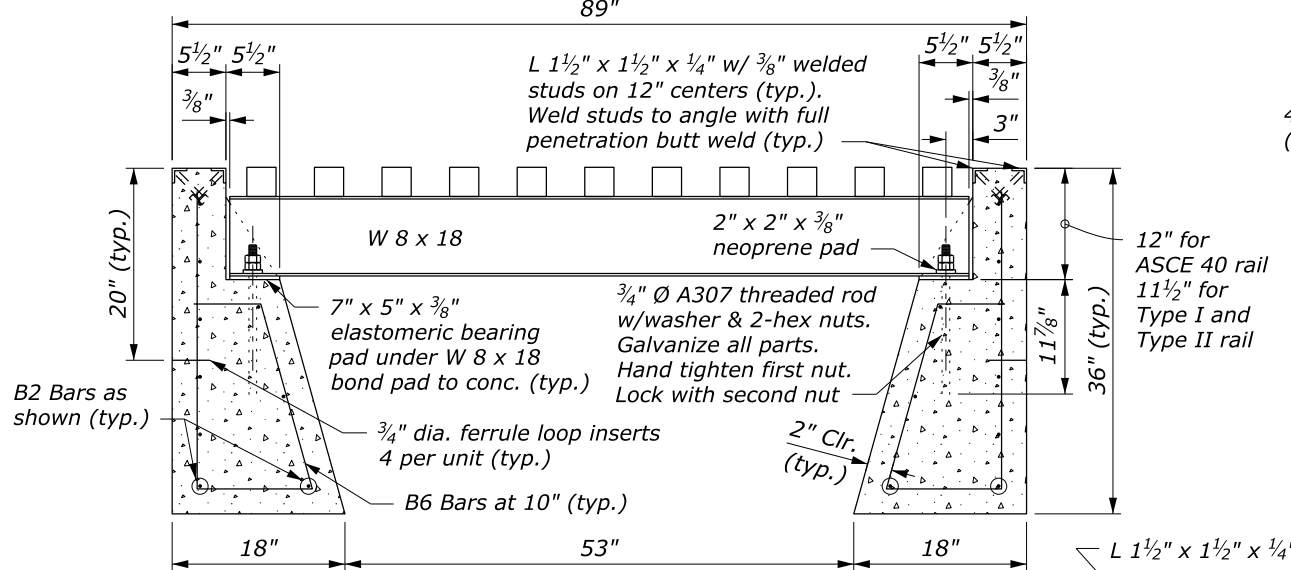 89"
5½" 5½"
5½" 5½"
L 1½" x 1½" x ¼" w/ ⅜" welded
studs on 12" centers (typ.).
Weld studs to angle with full
penetration butt weld (typ.)
⅜"
⅜"
3"
4
(
20" (typ.)
W 8 x 18
2" x 2" x ⅜"
neoprene pad
12" for
ASCE 40 rail
11½" for
Type I and
Type II rail
7" x 5" x ⅜"
elastomeric bearing
pad under W 8 x 18
bond pad to conc. (typ.)
¾" Ø A307 threaded rod
w/washer & 2-hex nuts.
Galvanize all parts.
Hand tighten first nut.
Lock with second nut
11⅞"
36" (typ.)
B2 Bars as
shown (typ.)
¾" dia. ferrule loop inserts
4 per unit (typ.)
2" Clr.
(typ.)
B6 Bars at 10" (typ.)
18" 53" 18"
L 1½" x 1½" x ¼"